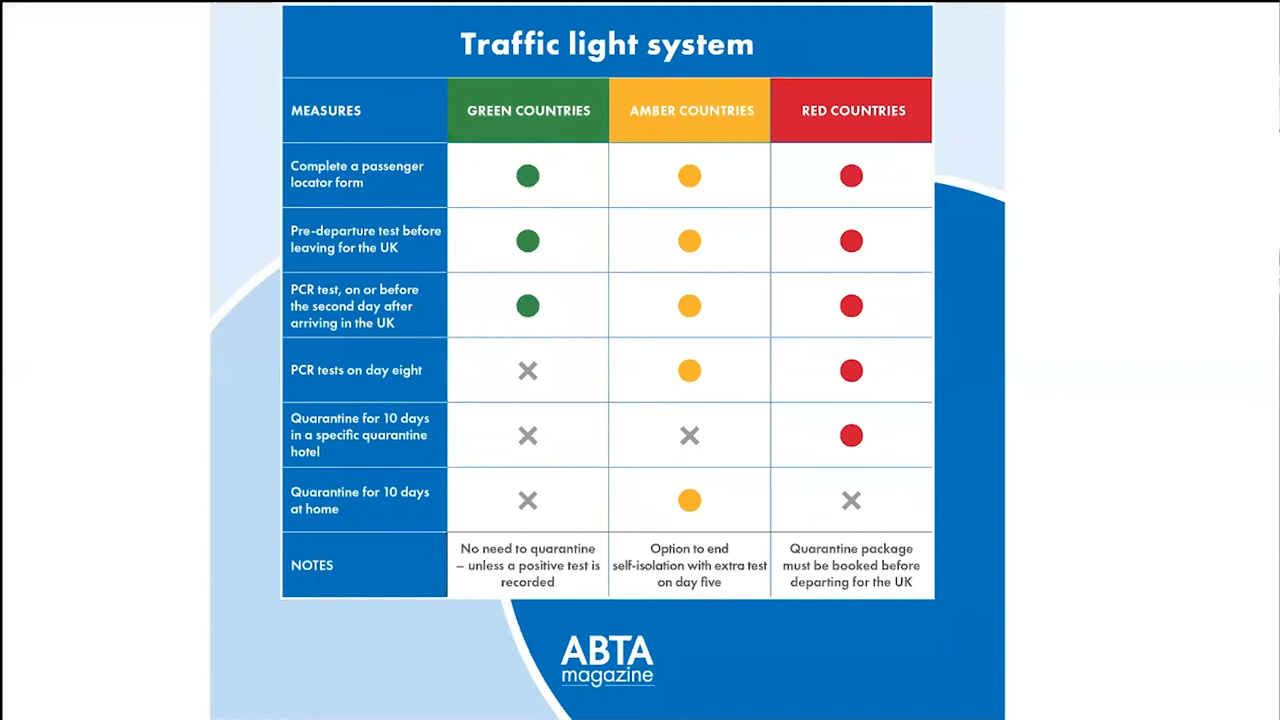 Traffic light system
MEASURES
GREEN COUNTRIES
AMBER COUNTRIES
RED COUNTRIES
Complete a passenger
locator form
Pre-departure test before
leaving for the UK
PCR test, on or before
the second day after
arriving in the UK
PCR tests on day eight
Quarantine for 10 days
in a specific quarantine
hotel
Quarantine for 10 days
at home
NOTES
No need to quarantine
– unless a positive test is
recorded
Option to end
self-isolation with extra test
on day five
Quarantine package
must be booked before
departing for the UK
ABTA
magazine